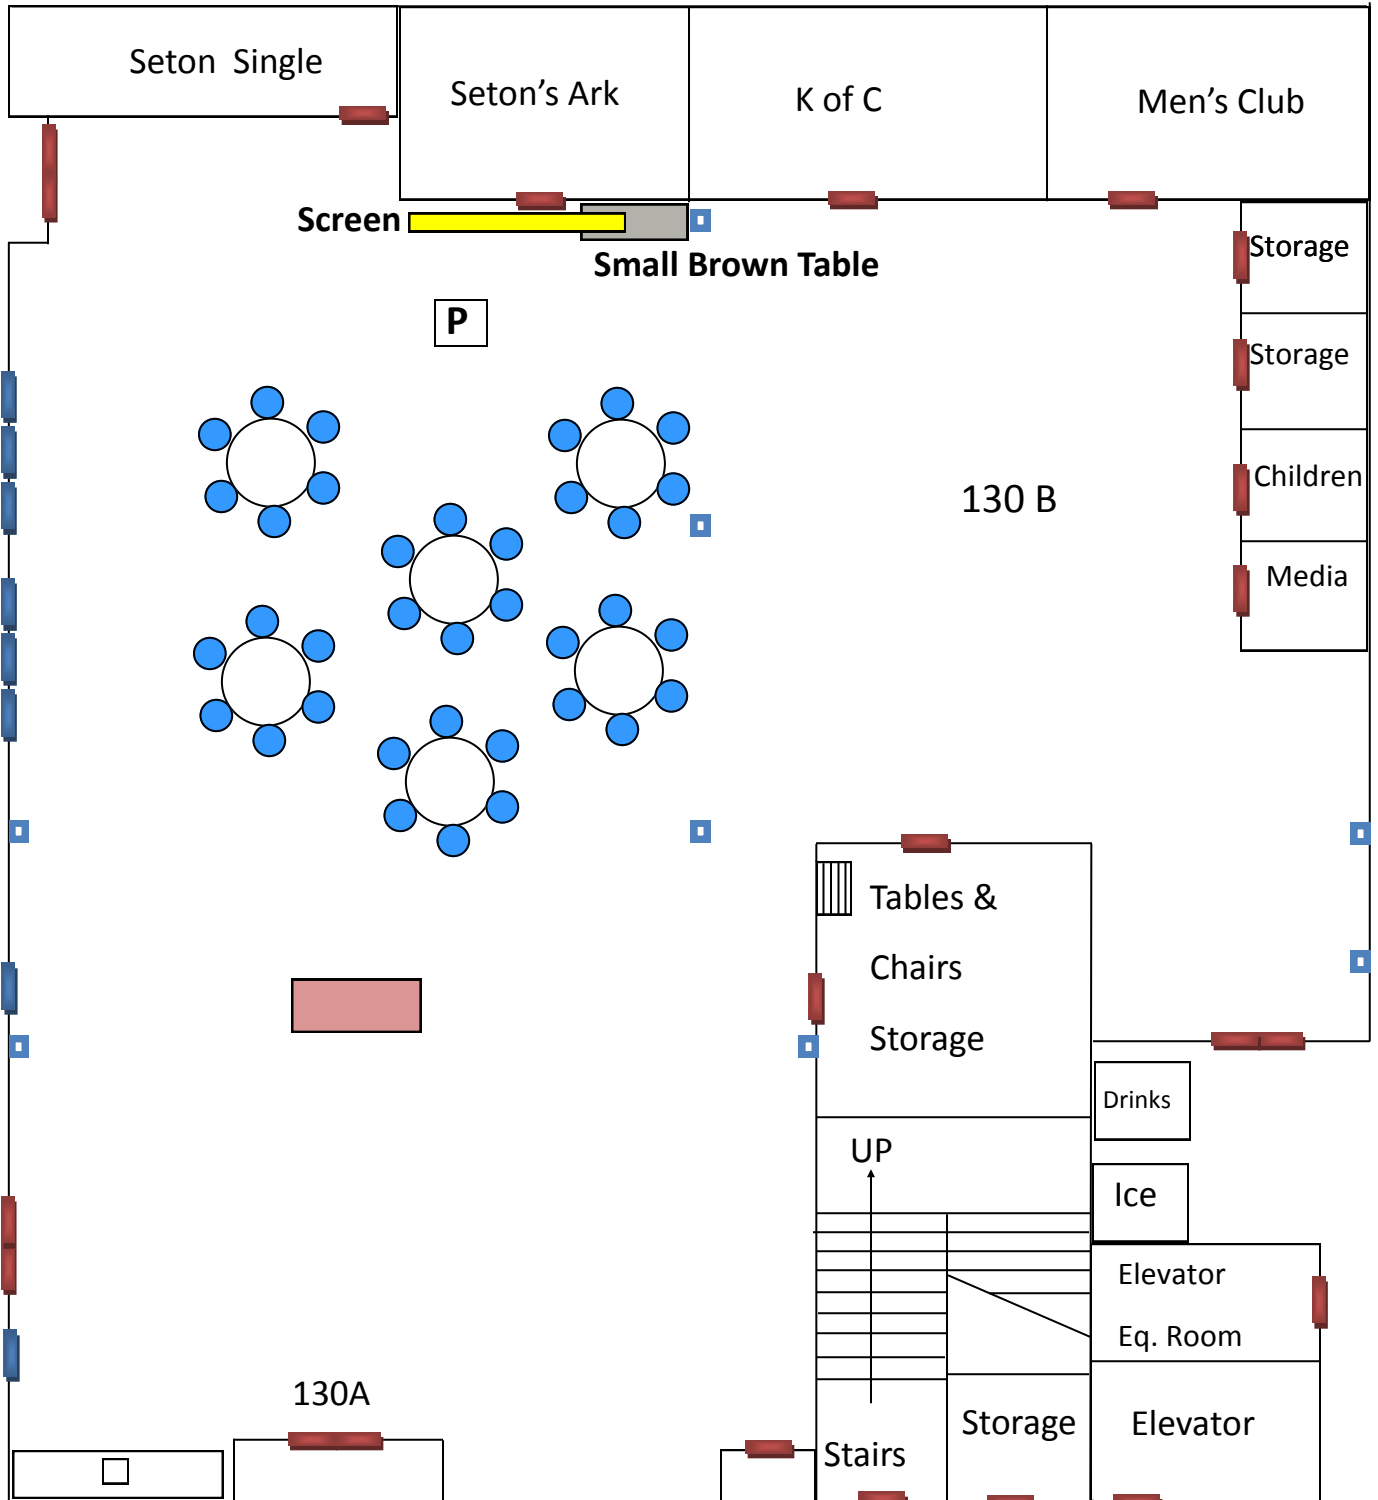 Seton  Single
Seton’s Ark
K of C
Men’s Club
Screen
Small Brown Table
Storage
P
Storage
Children
130 B
Media
Tables &
Chairs
Storage
Drinks
UP
Ice
Elevator
Eq. Room
130A
Stairs
Storage
Elevator